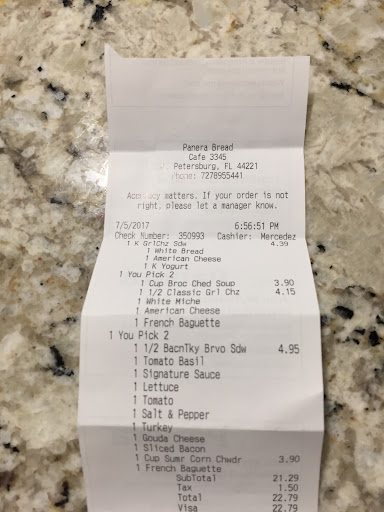 Panera Bread
Cafe 3345
Petersburg, FL 44221
Phone: 7278955441
Accuracy matters. If your order is not
right, please let a manager know.
7/5/2017 6:56:51 PM
Check Number: 350993 Cashier: Mercedez
1 K GrlChz Sdw 4.39
1 White Bread
1 American Cheese
1 K Yogurt
1 You Pick 2
1 Cup Broc Ched Soup 3.90
1 1/2 Classic Grl Chz 4.15
1 White Miche
1 American Cheese
1 French Baguette
1 You Pick 2
1 1/2 BacnTky Brvo Sdw 4.95
1 Tomato Basil
1 Signature Sauce
1 Lettuce
1 Tomato
1 Salt & Pepper
1 Turkey
1 Gouda Cheese
1 Sliced Bacon
1 Cup Sumr Corn Chwdr 3.90
1 French Baguette
SubTotal 21.29
Tax 1.50
Total 22.79
Visa 22.79